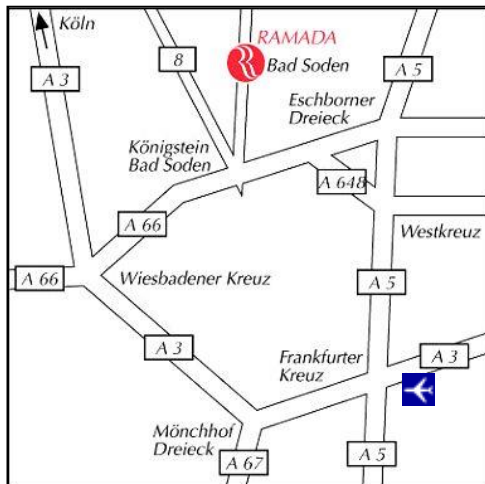 Köln
RAMADA
A 3
8
Bad Soden
A 5
Eschborner
Dreieck
Königstein
Bad Soden
A 648
A 66
Westkreuz
A 66
Wiesbadener Kreuz
A 5
A 3
Frankfurter
Kreuz
A 3
Mönchhof
Dreieck
A 67
A 5